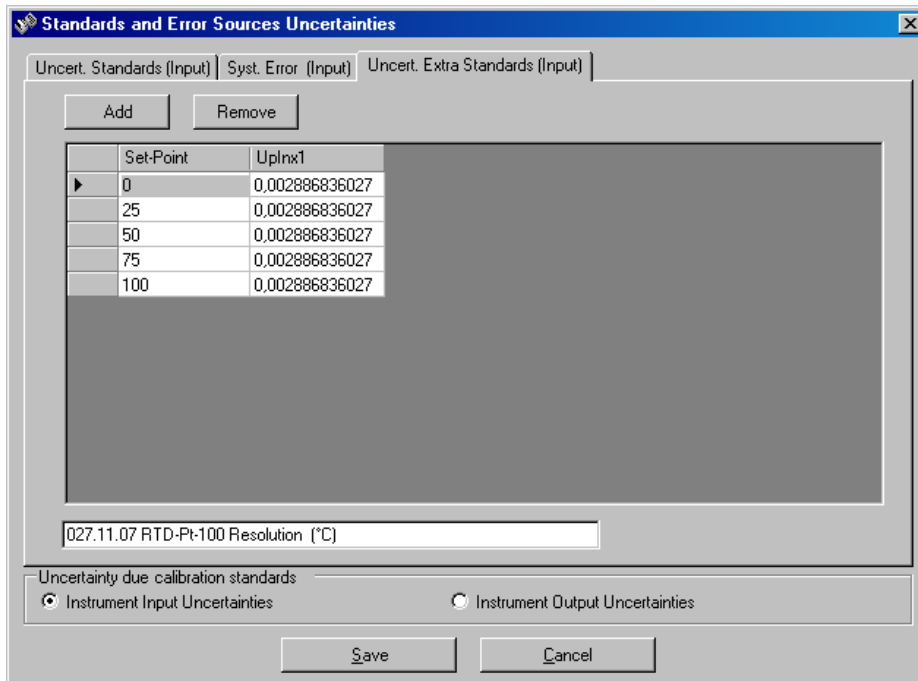 Standards and Error Sources Uncertainties
Uncert. Standards (Input) Syst. Error (Input) Uncert. Extra Standards (Input)
Add Remove
Set-Point UpInx1
0 0,002886836027
25 0,002886836027
50 0,002886836027
75 0,002886836027
100 0,002886836027
027.11.07 RTD-Pt-100 Resolution (°C)
Uncertainty due calibration standards
Instrument Input Uncertainties Instrument Output Uncertainties
Save Cancel